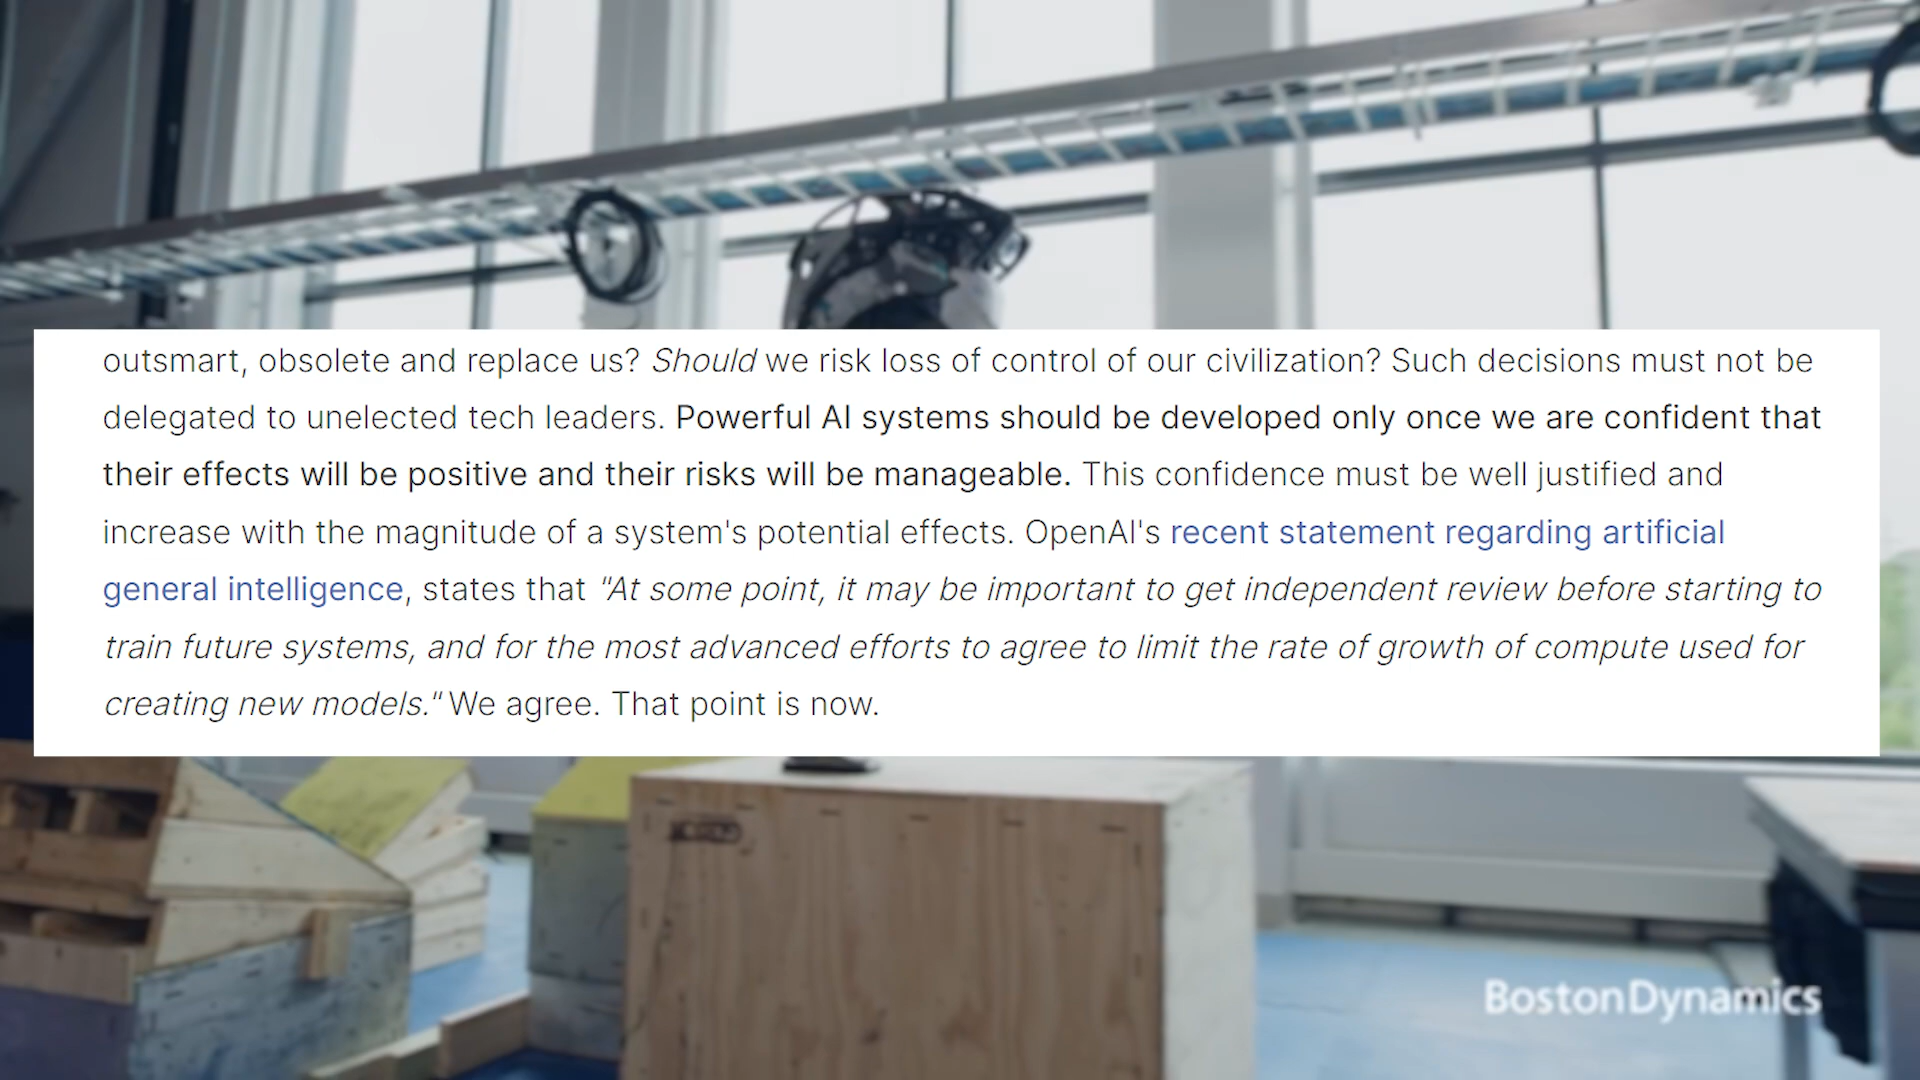 outsmart, obsolete and replace us? Should we risk loss of control of our civilization? Such decisions must not be
delegated to unelected tech leaders. Powerful AI systems should be developed only once we are confident that
their effects will be positive and their risks will be manageable. This confidence must be well justified and
increase with the magnitude of a system's potential effects. OpenAI's recent statement regarding artificial
general intelligence, states that "At some point, it may be important to get independent review before starting to
train future systems, and for the most advanced efforts to agree to limit the rate of growth of compute used for
creating new models." We agree. That point is now.
BostonDynamics